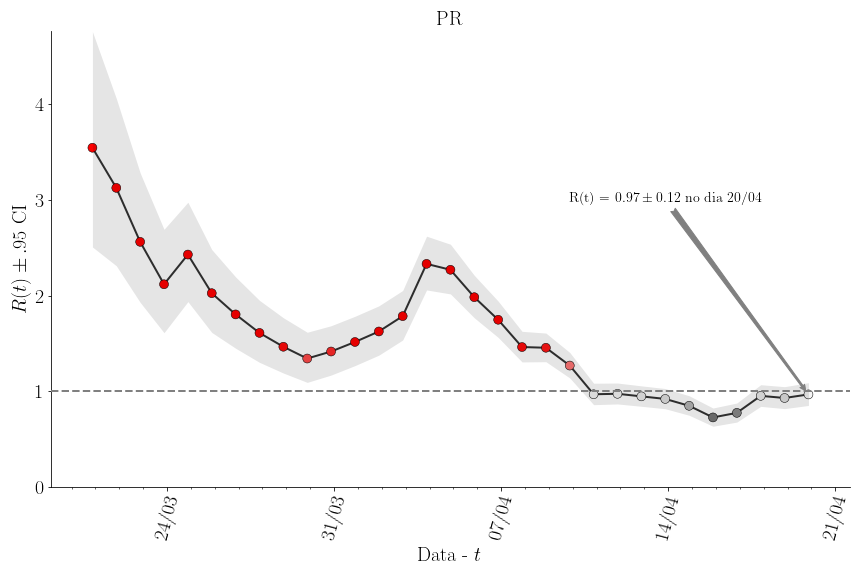 PR
4
3
2
1
0
R(t) ± .95 CI
R(t) = 0.97 ± 0.12 no dia 20/04
24/03
31/03
07/04
14/04
21/04
Data - t